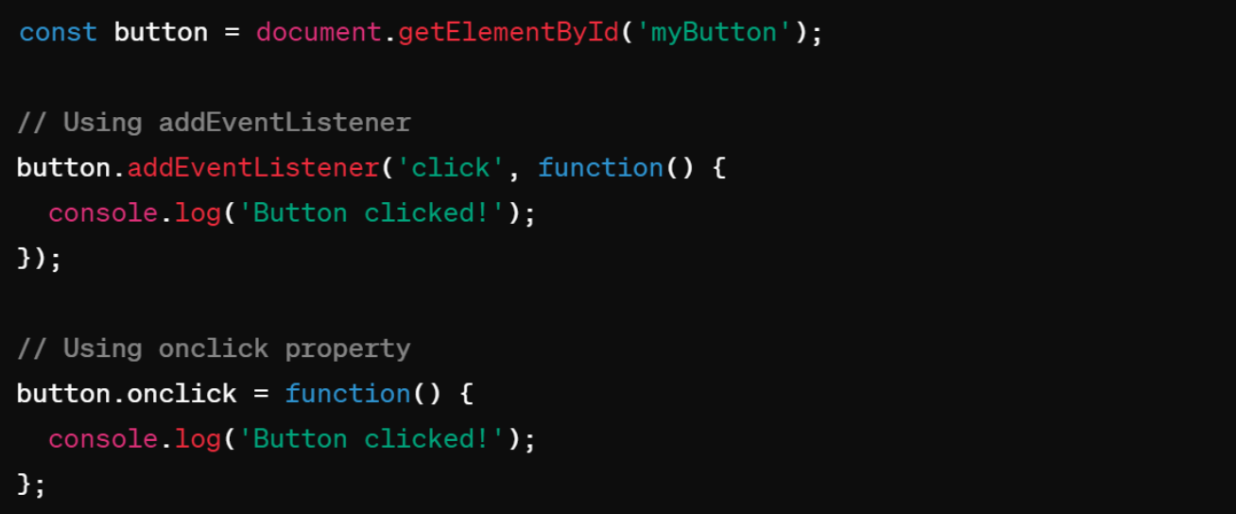 const button = document.getElementById('myButton');
// Using addEventListener
button.addEventListener('click', function() {
  console.log('Button clicked!');
});
// Using onclick property
button.onclick = function() {
  console.log('Button clicked!');
};